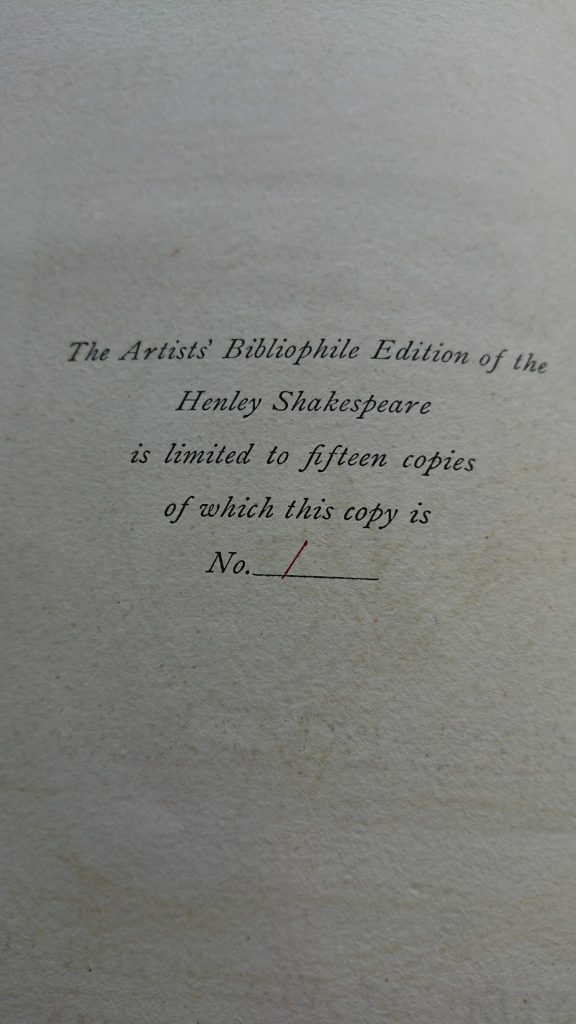 The Artists' Bibliophile Edition of the
Henley Shakespeare
is limited to fifteen copies
of which this copy is
No. 1